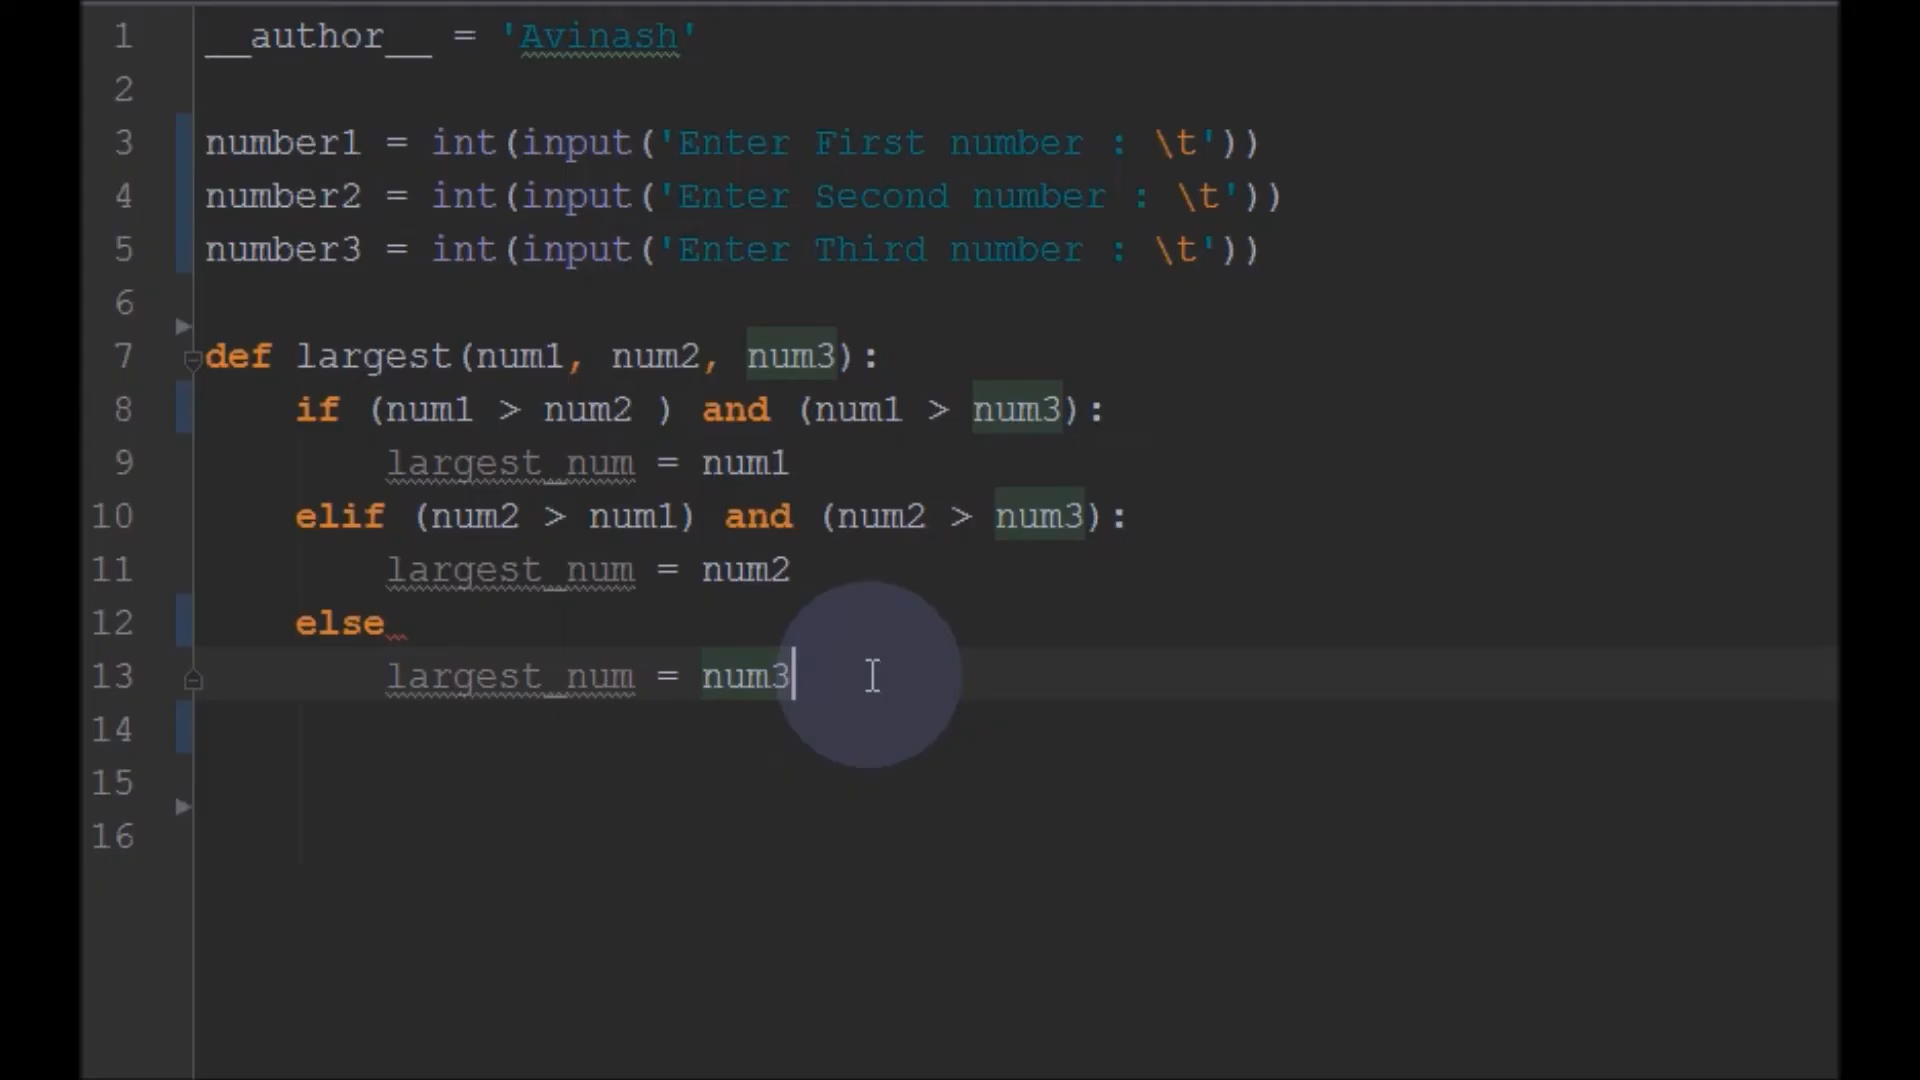 1 __author__ = 'Avinash'
2
3 number1 = int(input('Enter First number : \t'))
4 number2 = int(input('Enter Second number : \t'))
5 number3 = int(input('Enter Third number : \t'))
6
7 def largest(num1, num2, num3):
8     if (num1 > num2 ) and (num1 > num3):
9         largest_num = num1
10     elif (num2 > num1) and (num2 > num3):
11         largest_num = num2
12     else
13         largest_num = num3
14
15
16